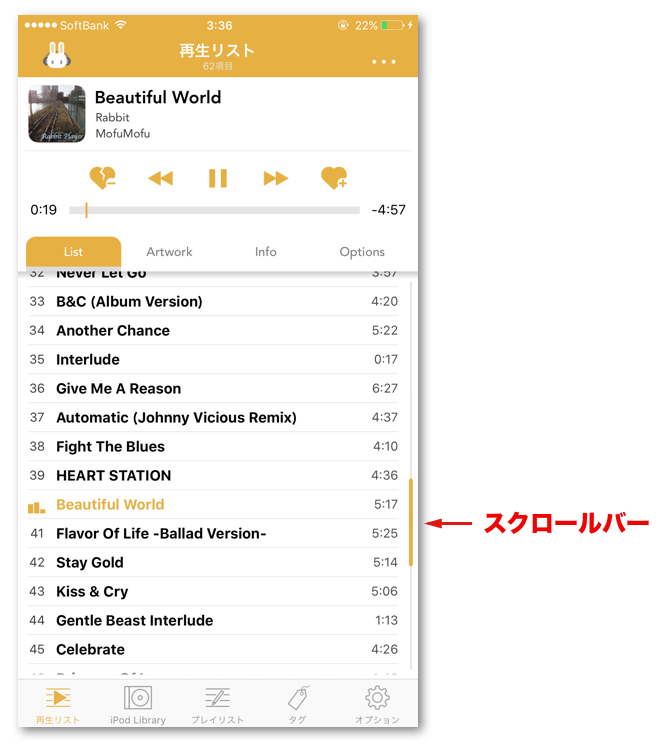 SoftBank 3:36 22%
再生リスト
62項目
Beautiful World
Rabbit
MofuMofu
Rabbit Player
0:19 -4:57
List Artwork Info Options
32 Never Let Go 3:57
33 B&C (Album Version) 4:20
34 Another Chance 5:22
35 Interlude 0:17
36 Give Me A Reason 6:27
37 Automatic (Johnny Vicious Remix) 4:37
38 Fight The Blues 4:10
39 HEART STATION 4:36
Beautiful World 5:17
スクロールバー
41 Flavor Of Life -Ballad Version- 5:25
42 Stay Gold 5:14
43 Kiss & Cry 5:06
44 Gentle Beast Interlude 1:13
45 Celebrate 4:26
再生リスト iPod Library プレイリスト タグ オプション